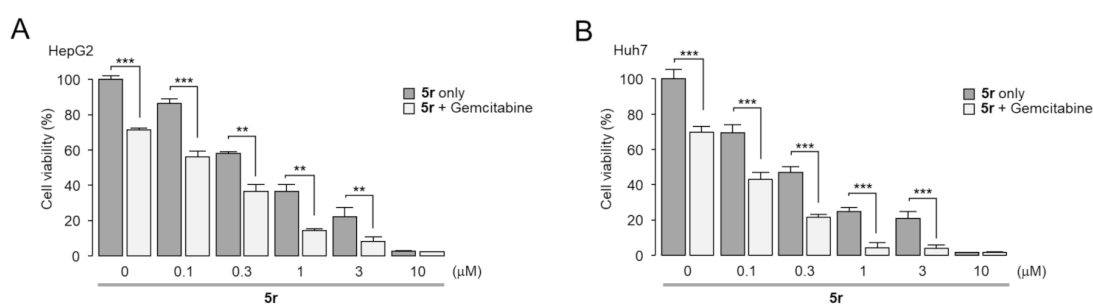 A
HepG2
Cell viability (%)
100
80
60
40
20
0
***
***
**
**
**
5r only
5r + Gemcitabine
0 0.1 0.3 1 3 10 (μM)
5r
B
Huh7
Cell viability (%)
100
80
60
40
20
0
***
***
***
***
***
5r only
5r + Gemcitabine
0 0.1 0.3 1 3 10 (μM)
5r